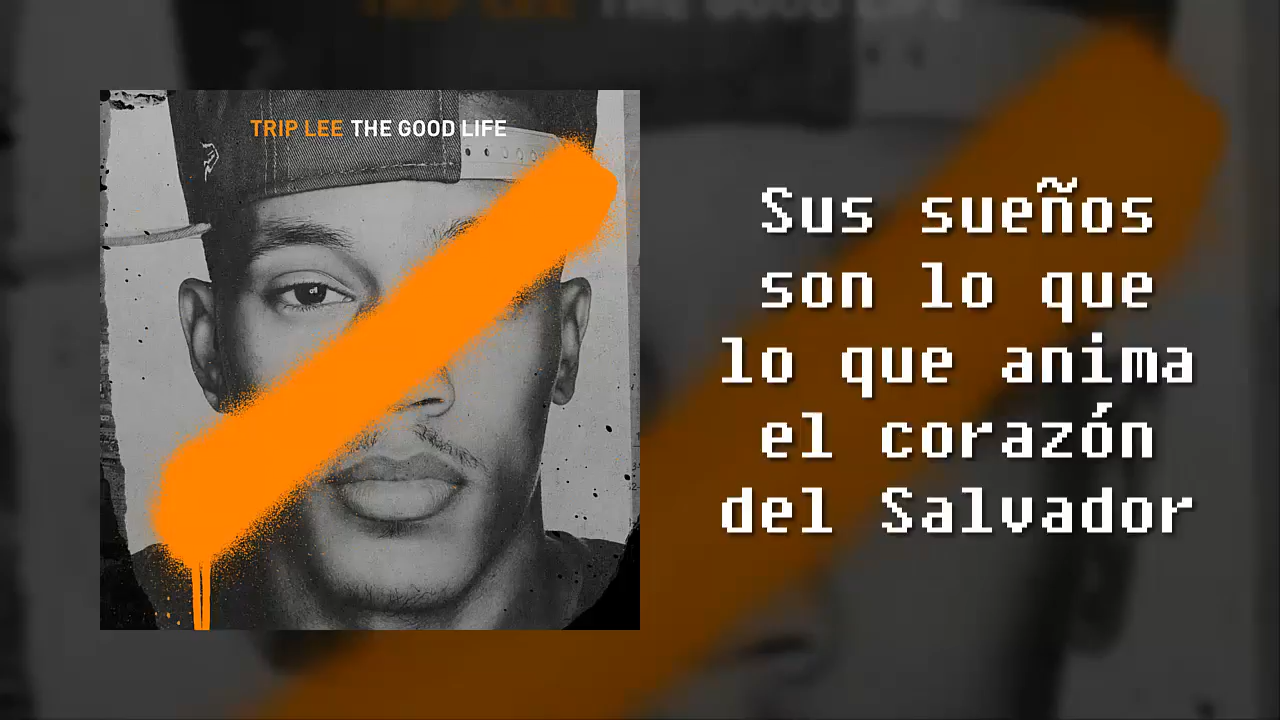 TRIP LEE THE GOOD LIFE
Sus sueños
son lo que
lo que anima
el corazón
del Salvador